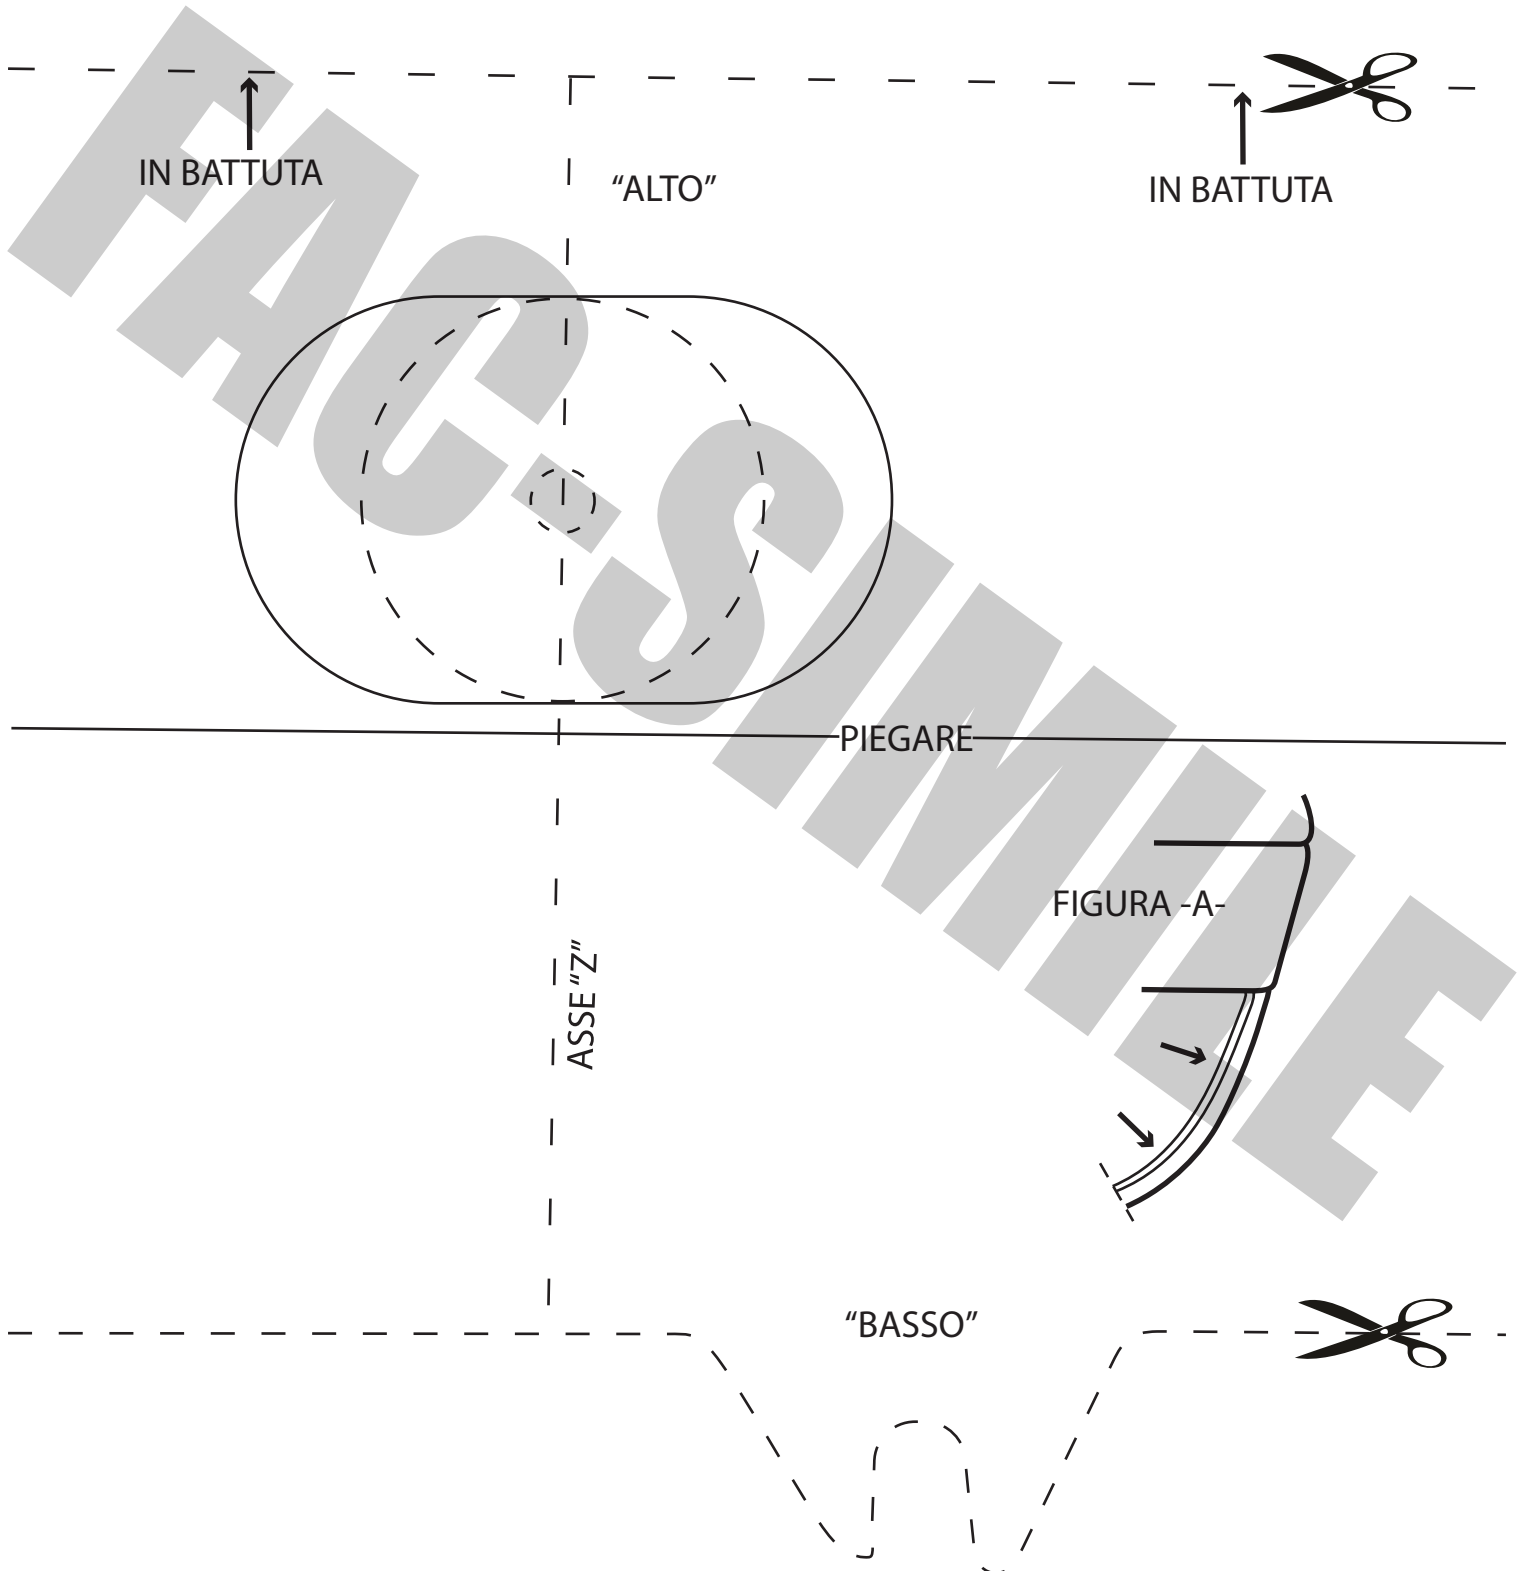 IN BATTUTA
“ALTO”
IN BATTUTA
FAC-SIMILE
PIEGARE
FIGURA -A-
ASSE “Z”
“BASSO”